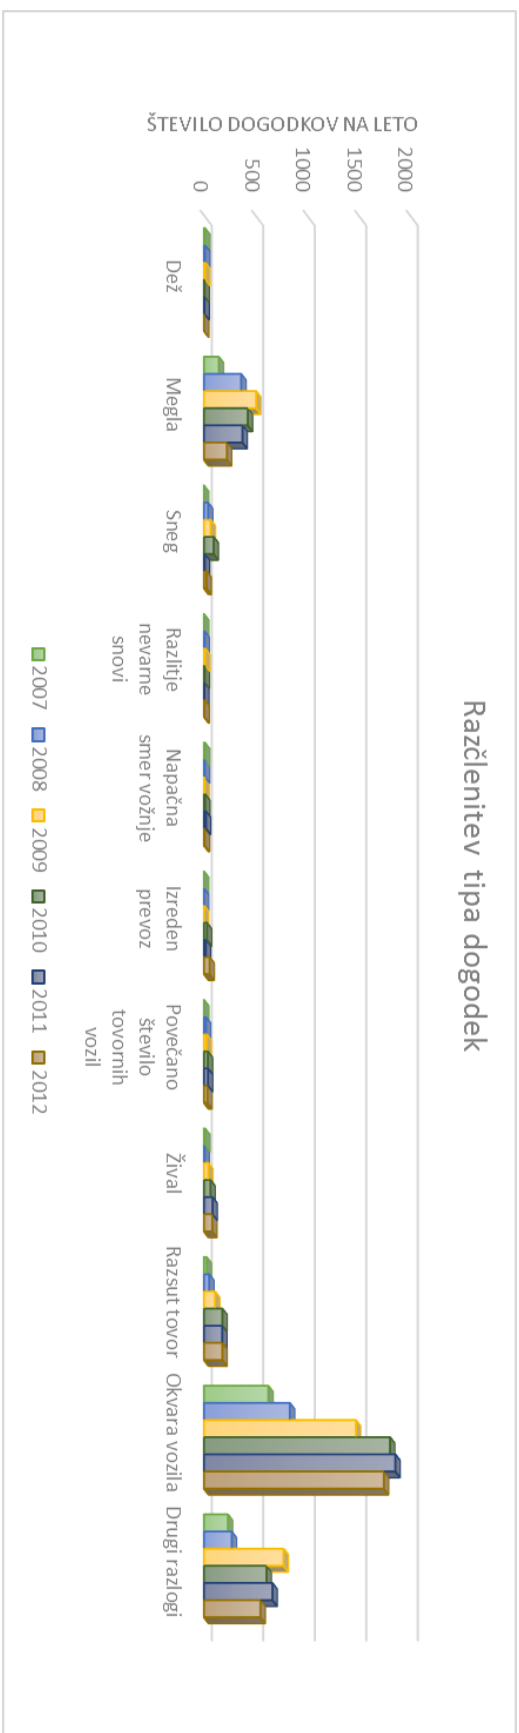 Razčlenitev tipa dogodek
ŠTEVILO DOGODKOV NA LETO
2000
1500
1000
500
0
Dež
Megla
Sneg
Razlitje
nevarne
snovi
Napačna
smer vožnje
Izreden
prevoz
Povečano
število
tovornih
vozil
Žival
Razsut tovor
Okvara vozila
Drugi razlogi
2007 2008 2009 2010 2011 2012